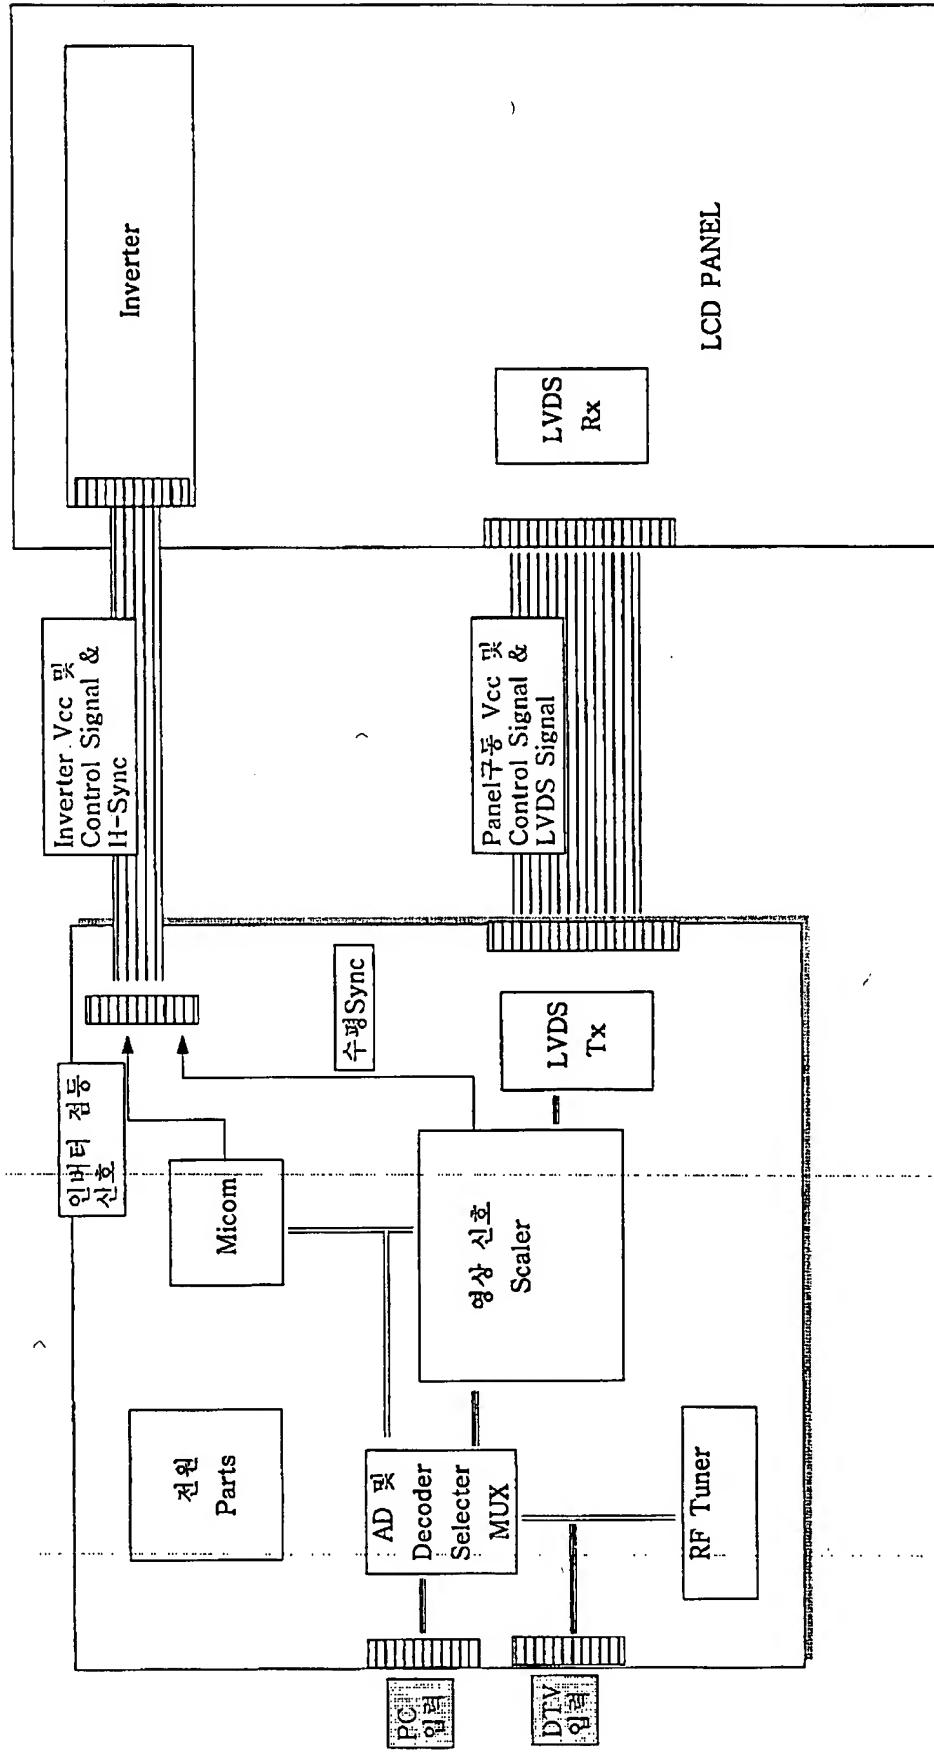 PC
입력
DTV
입력
전원
Parts
AD 및
Decoder
Selecter
MUX
RF Tuner
인버터 점등
신호
Micom
영상 신호
Scaler
수평Sync
LVDS
Tx
Inverter Vcc 및
Control Signal &
H-Sync
Panel구동 Vcc 및
Control Signal &
LVDS Signal
Inverter
LVDS
Rx
LCD PANEL